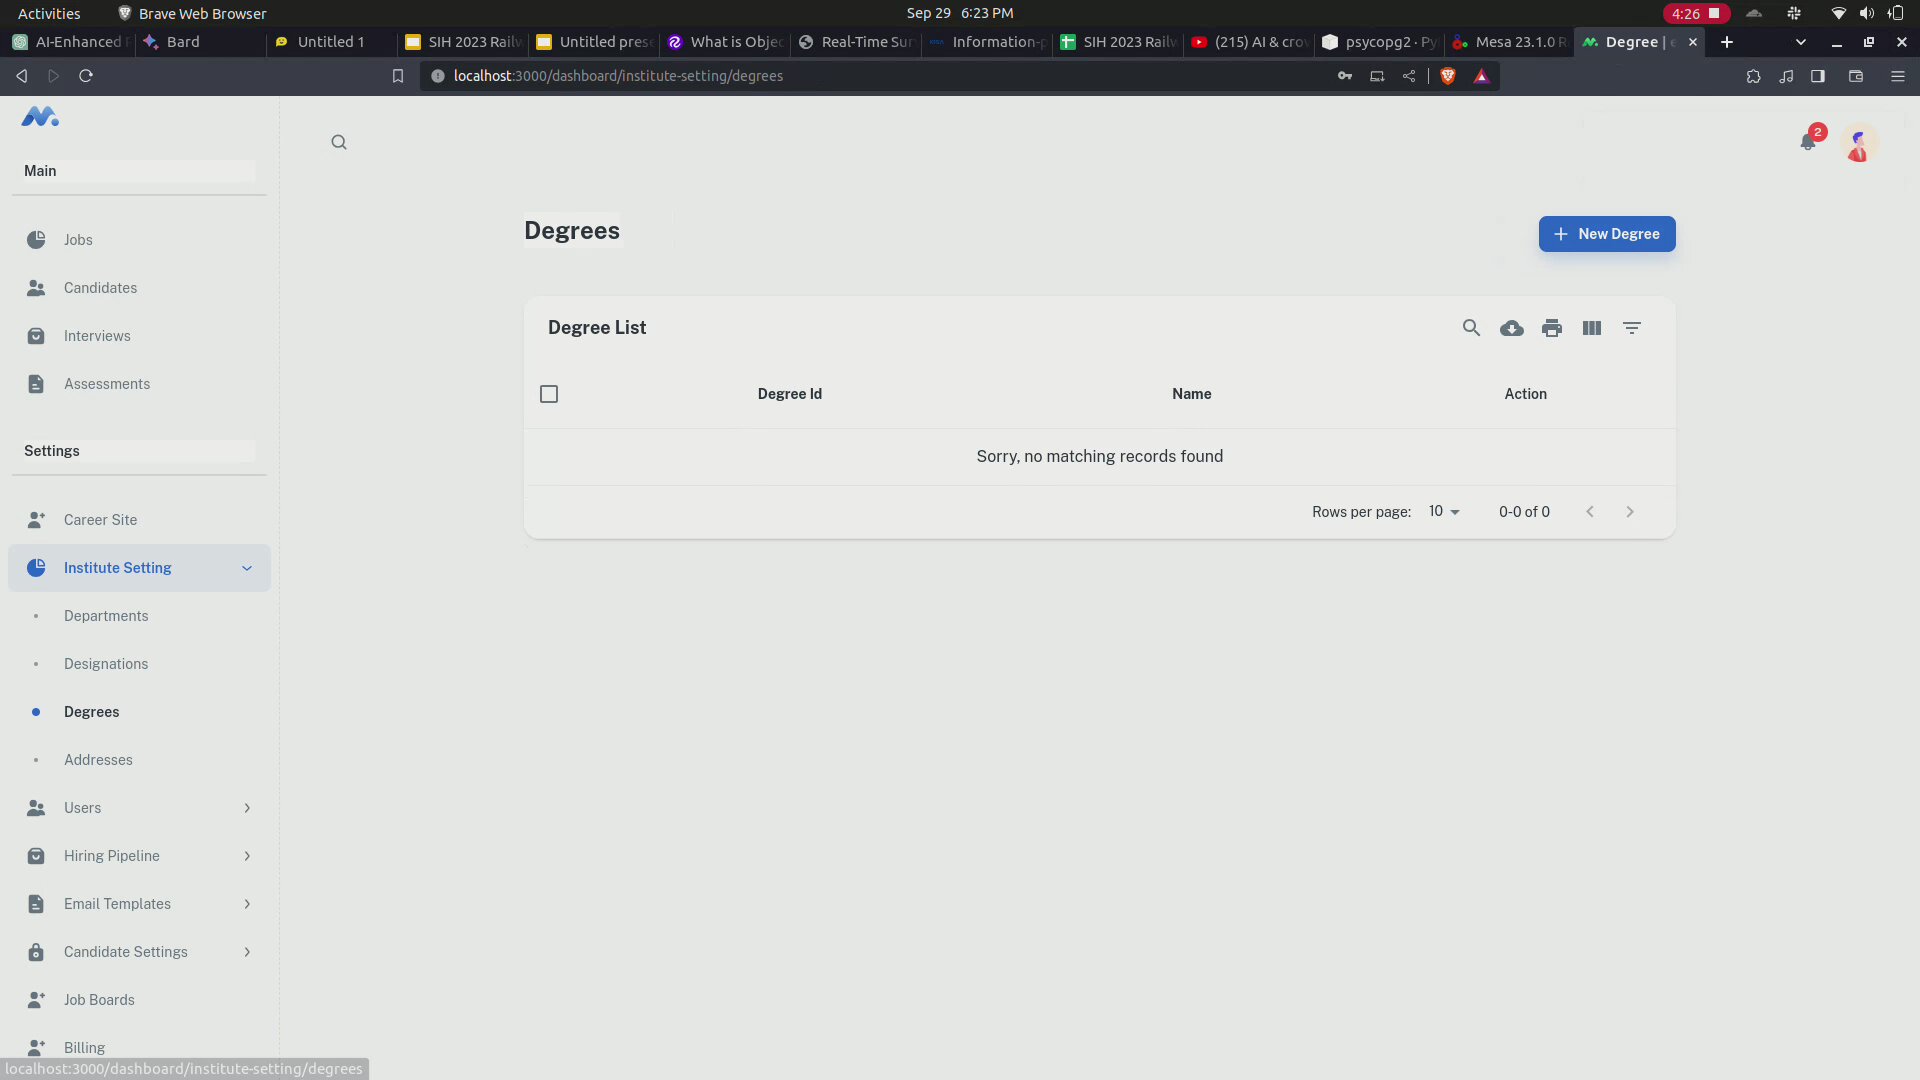 Activities
Brave Web Browser
Sep 29 6:23 PM
4:26
AI-Enhanced
Bard
Untitled 1
SIH 2023 Railw
Untitled prese
What is Objec
Real-Time Sur
Information-p
SIH 2023 Railw
(215) AI & crow
psycopg2 · Py
Mesa 23.1.0 R
Degree |
localhost:3000/dashboard/institute-setting/degrees
Main
Jobs
Candidates
Interviews
Assessments
Settings
Career Site
Institute Setting
Departments
Designations
Degrees
Addresses
Users
Hiring Pipeline
Email Templates
Candidate Settings
Job Boards
Billing
2
Degrees
New Degree
Degree List
Degree Id
Name
Action
Sorry, no matching records found
Rows per page:
10
0-0 of 0
localhost:3000/dashboard/institute-setting/degrees